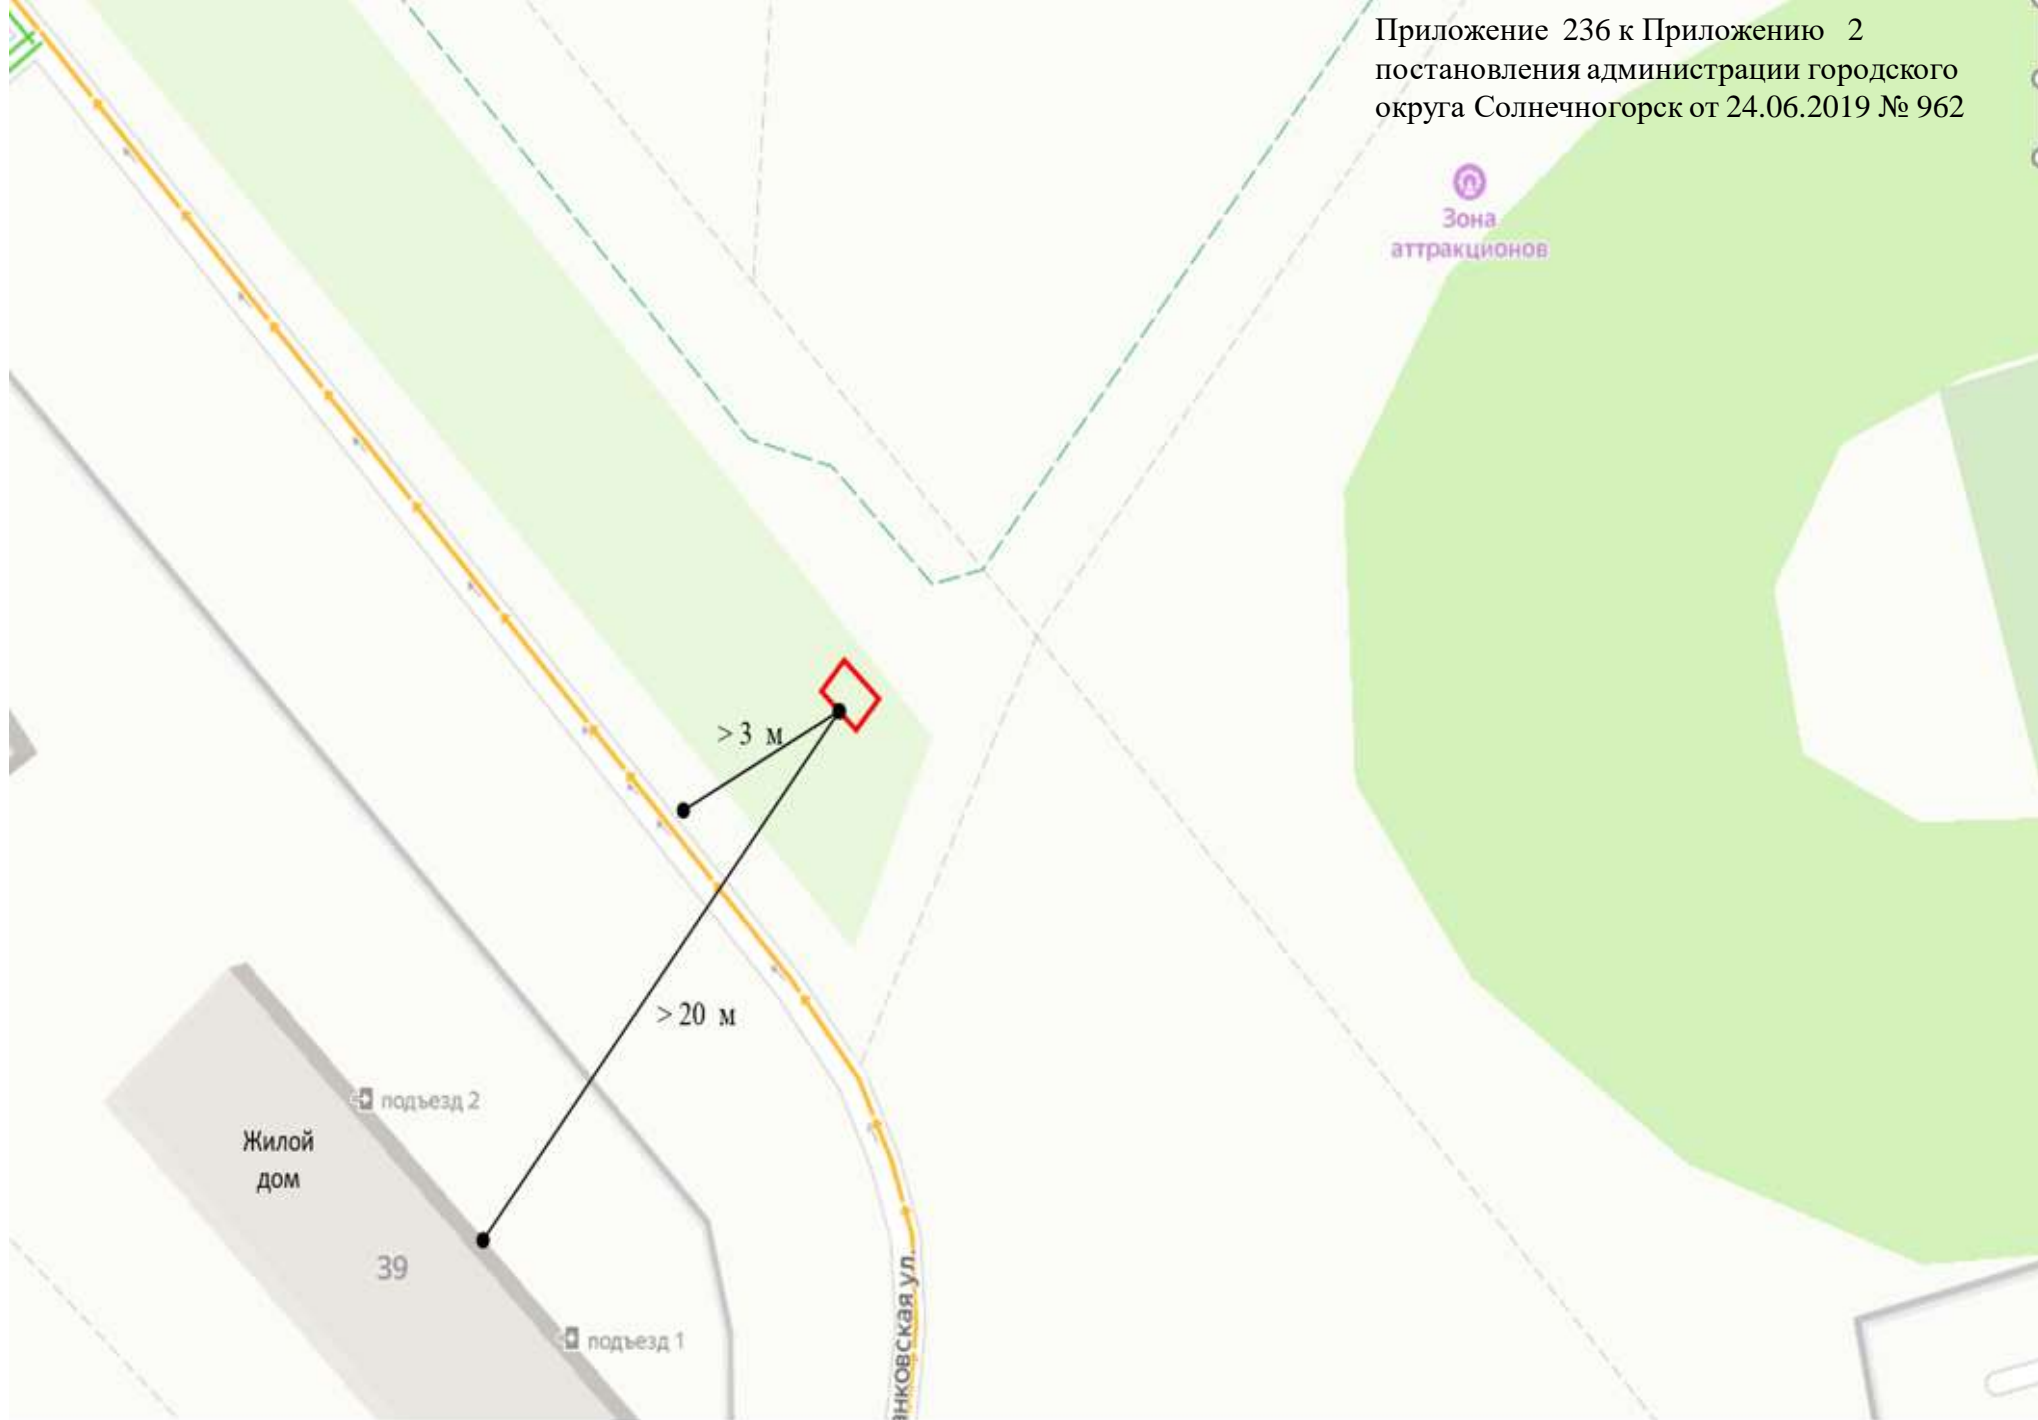 Приложение 236 к Приложению 2
постановления администрации городского
округа Солнечногорск от 24.06.2019 № 962
Зона
аттракционов
> 3 м
> 20 м
подъезд 2
Жилой
дом
39
подъезд 1
ул.